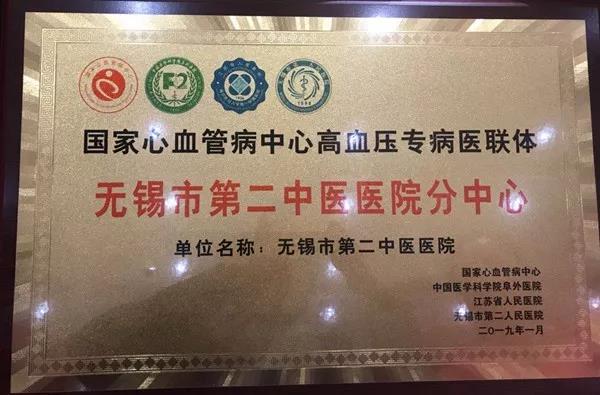 国家心血管病中心高血压专病医联体
无锡市第二中医医院分中心
单位名称：无锡市第二中医医院
国家心血管病中心
中国医学科学院阜外医院
江苏省人民医院
无锡市第二人民医院
二〇一九年一月